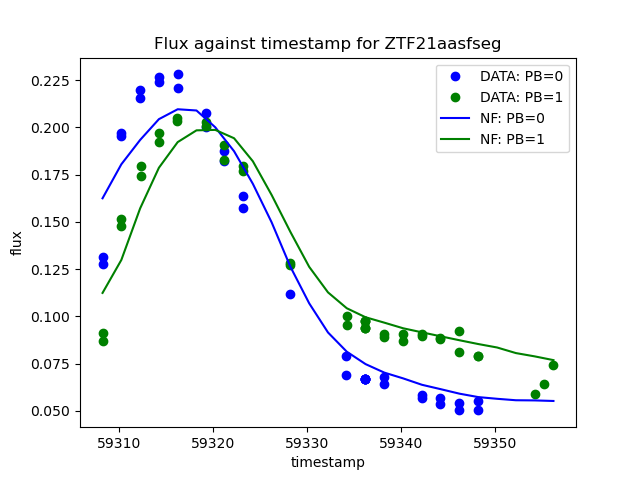 Flux against timestamp for ZTF21aasfseg
DATA: PB=0
DATA: PB=1
NF: PB=0
NF: PB=1
0.225
0.200
0.175
0.150
0.125
0.100
0.075
0.050
flux
59310 59320 59330 59340 59350
timestamp